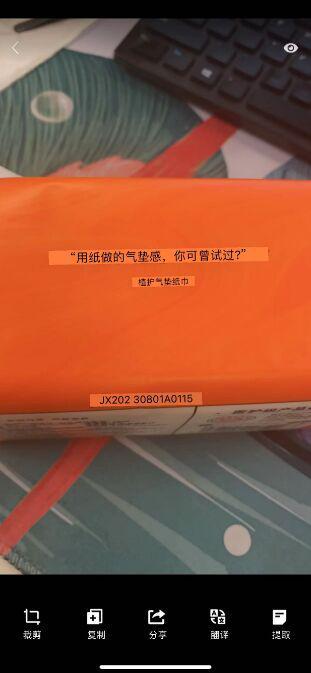 “用纸做的气垫感，你可曾试过?”
植护气垫纸巾
JX202 30801A0115
裁剪
复制
分享
翻译
提取